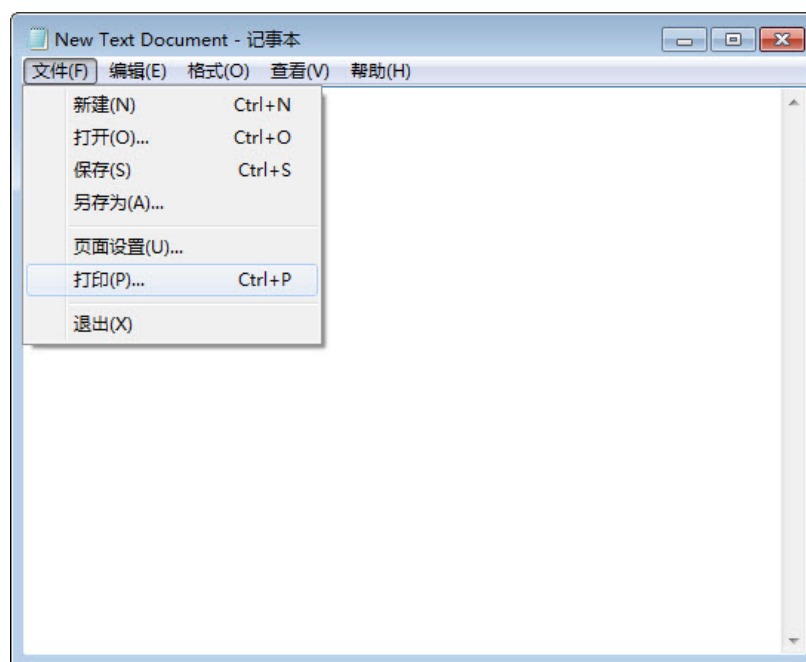 New Text Document - 记事本
文件(F) 编辑(E) 格式(O) 查看(V) 帮助(H)
新建(N) Ctrl+N
打开(O)... Ctrl+O
保存(S) Ctrl+S
另存为(A)...
页面设置(U)...
打印(P)... Ctrl+P
退出(X)